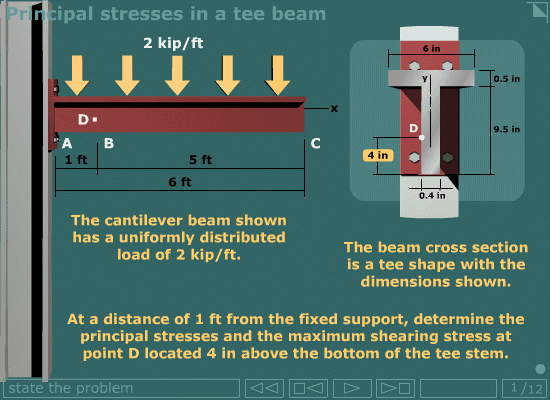 Principal stresses in a tee beam
2 kip/ft
D
A
B
C
x
1 ft
5 ft
6 ft
6 in
y
0.5 in
D
9.5 in
4 in
0.4 in
The cantilever beam shown
has a uniformly distributed
load of 2 kip/ft.
The beam cross section
is a tee shape with the
dimensions shown.
At a distance of 1 ft from the fixed support, determine the
principal stresses and the maximum shearing stress at
point D located 4 in above the bottom of the tee stem.
state the problem
1/12